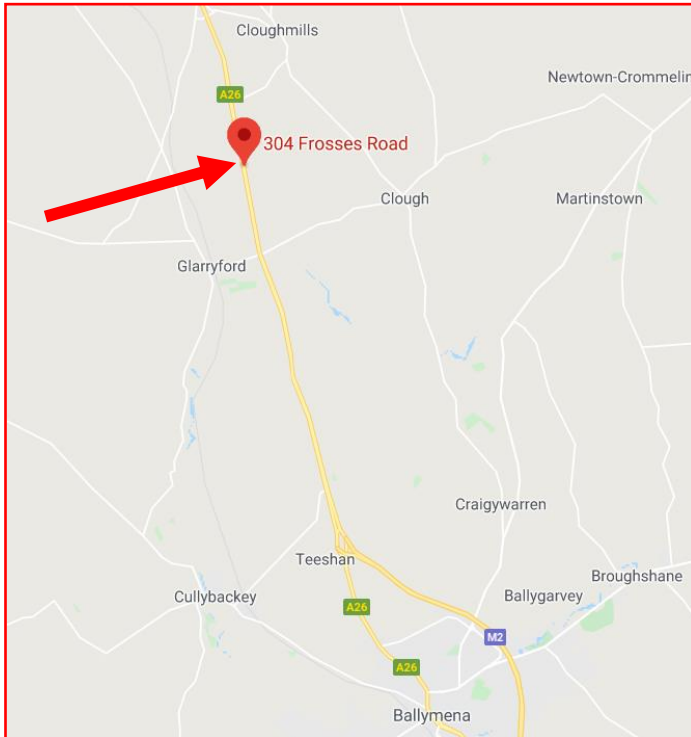 Cloughmills
Newtown-Crommelin
A26
304 Frosses Road
Clough
Martinstown
Glarryford
Craigywarren
Teeshan
Broughshane
Cullybackey
Ballygarvey
A26
M2
A26
Ballymena